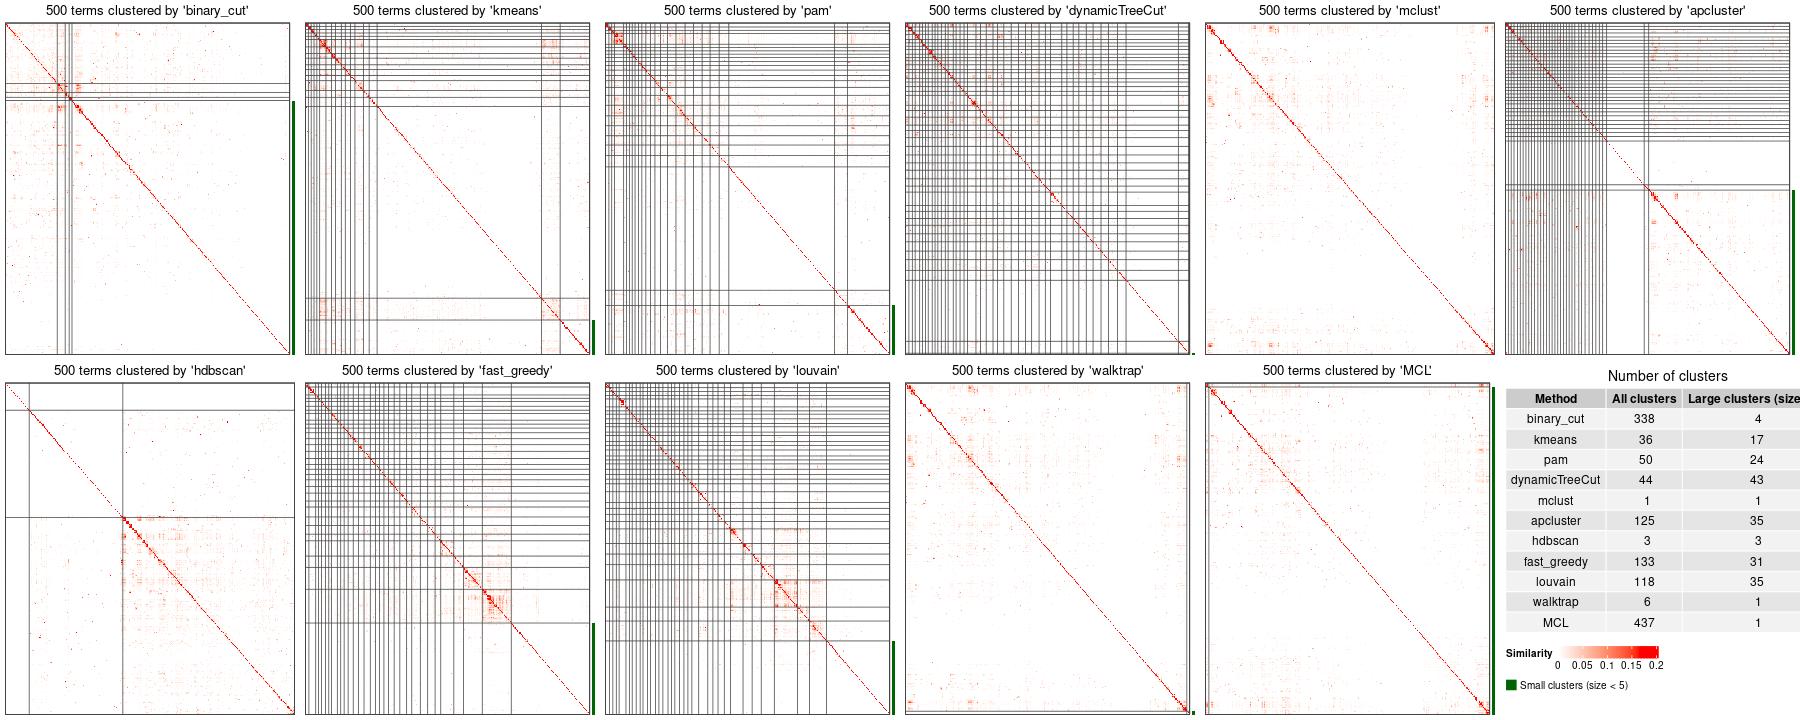 500 terms clustered by 'binary_cut'
500 terms clustered by 'kmeans'
500 terms clustered by 'pam'
500 terms clustered by 'dynamicTreeCut'
500 terms clustered by 'mclust'
500 terms clustered by 'apcluster'
500 terms clustered by 'hdbscan'
500 terms clustered by 'fast_greedy'
500 terms clustered by 'louvain'
500 terms clustered by 'walktrap'
500 terms clustered by 'MCL'
Number of clusters
Method All clusters Large clusters (size
binary_cut 338 4
kmeans 36 17
pam 50 24
dynamicTreeCut 44 43
mclust 1 1
apcluster 125 35
hdbscan 3 3
fast_greedy 133 31
louvain 118 35
walktrap 6 1
MCL 437 1
Similarity
0 0.05 0.1 0.15 0.2
Small clusters (size < 5)